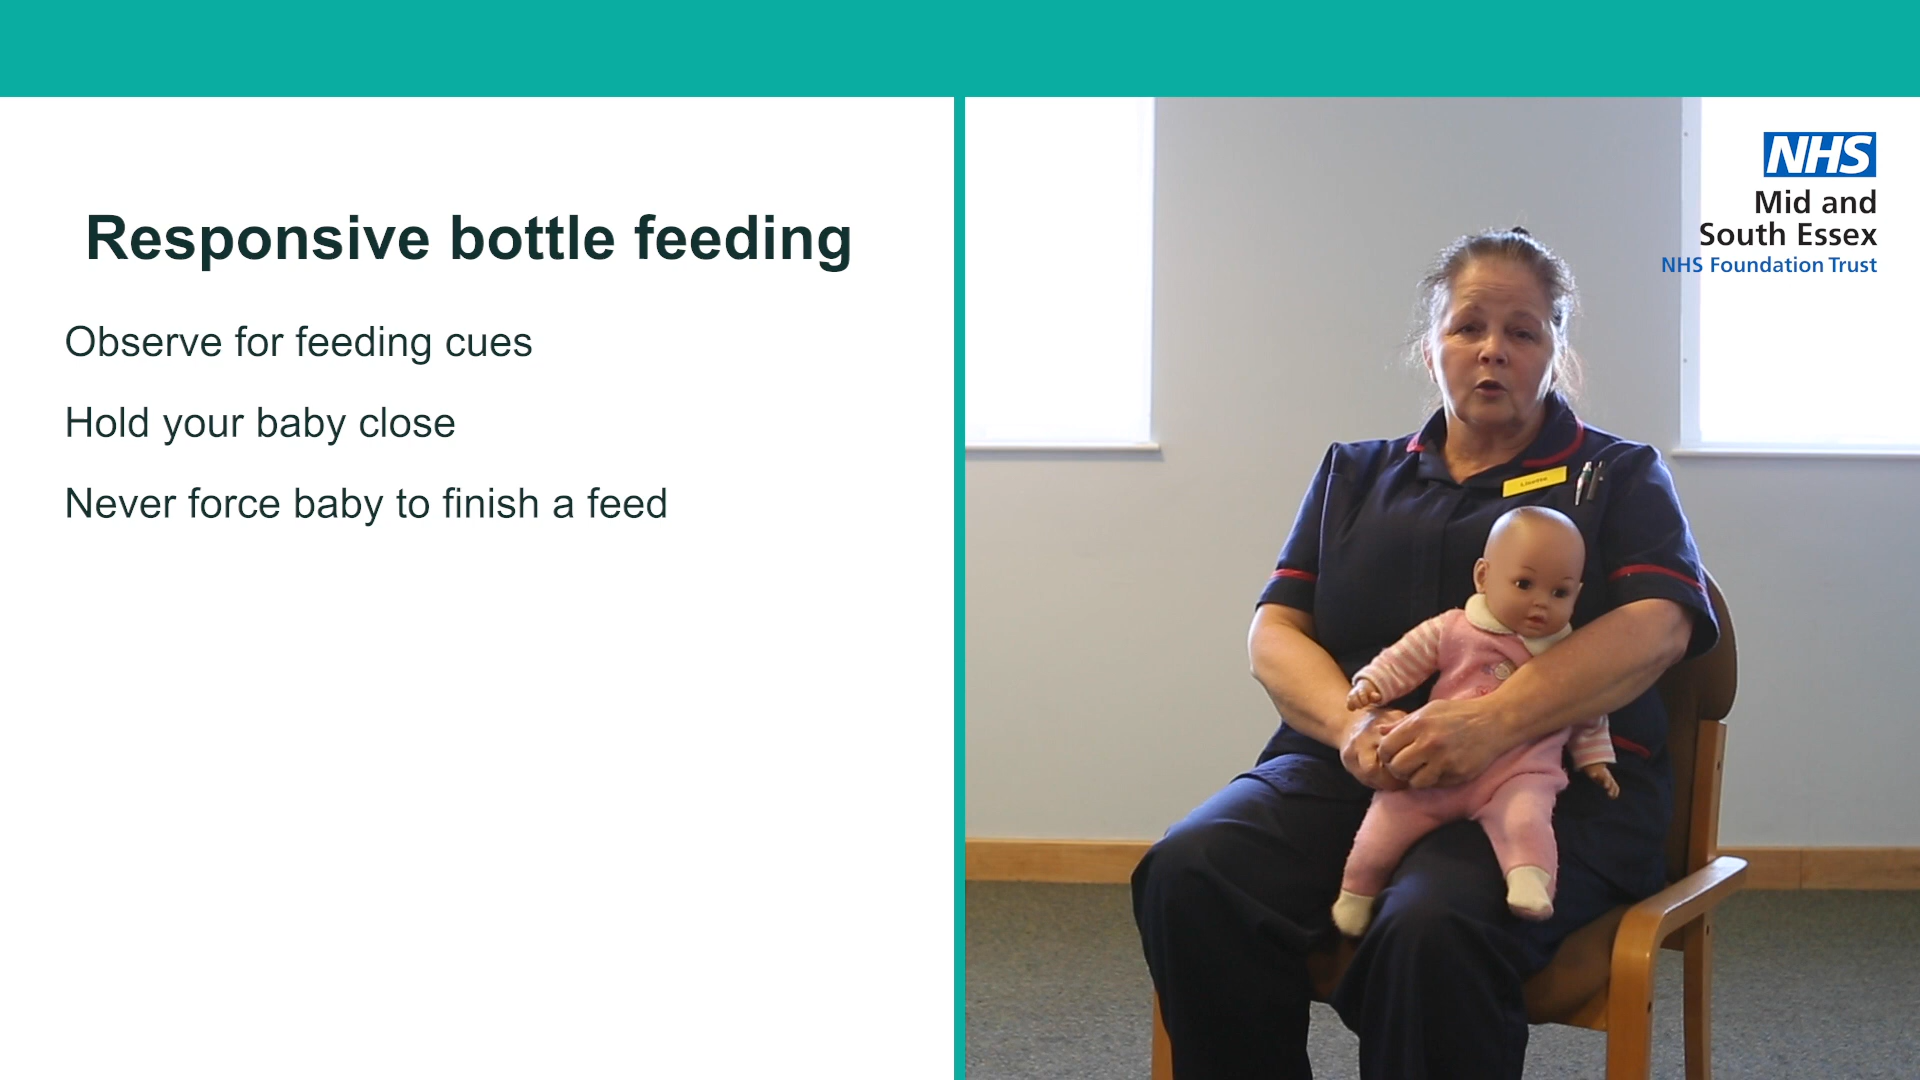 Responsive bottle feeding
Observe for feeding cues
Hold your baby close
Never force baby to finish a feed
NHS
Mid and
South Essex
NHS Foundation Trust